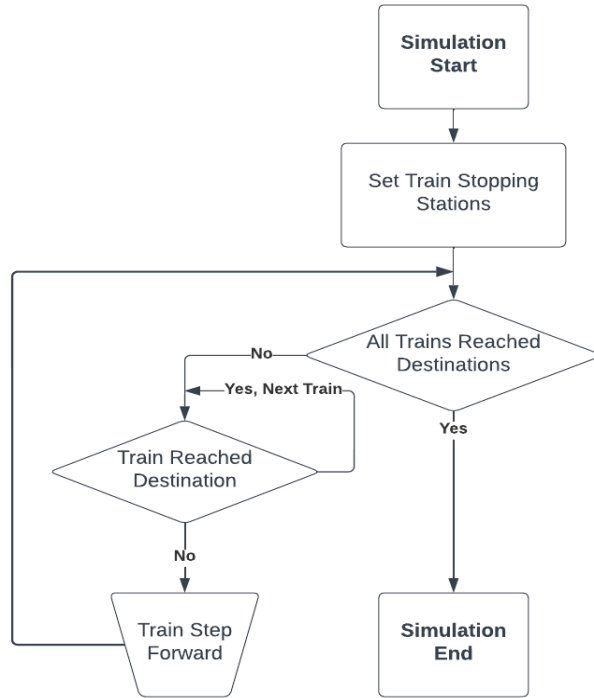 Simulation
Start
Set Train Stopping
Stations
All Trains Reached
Destinations
No
Yes, Next Train
Yes
Train Reached
Destination
No
Train Step
Forward
Simulation
End